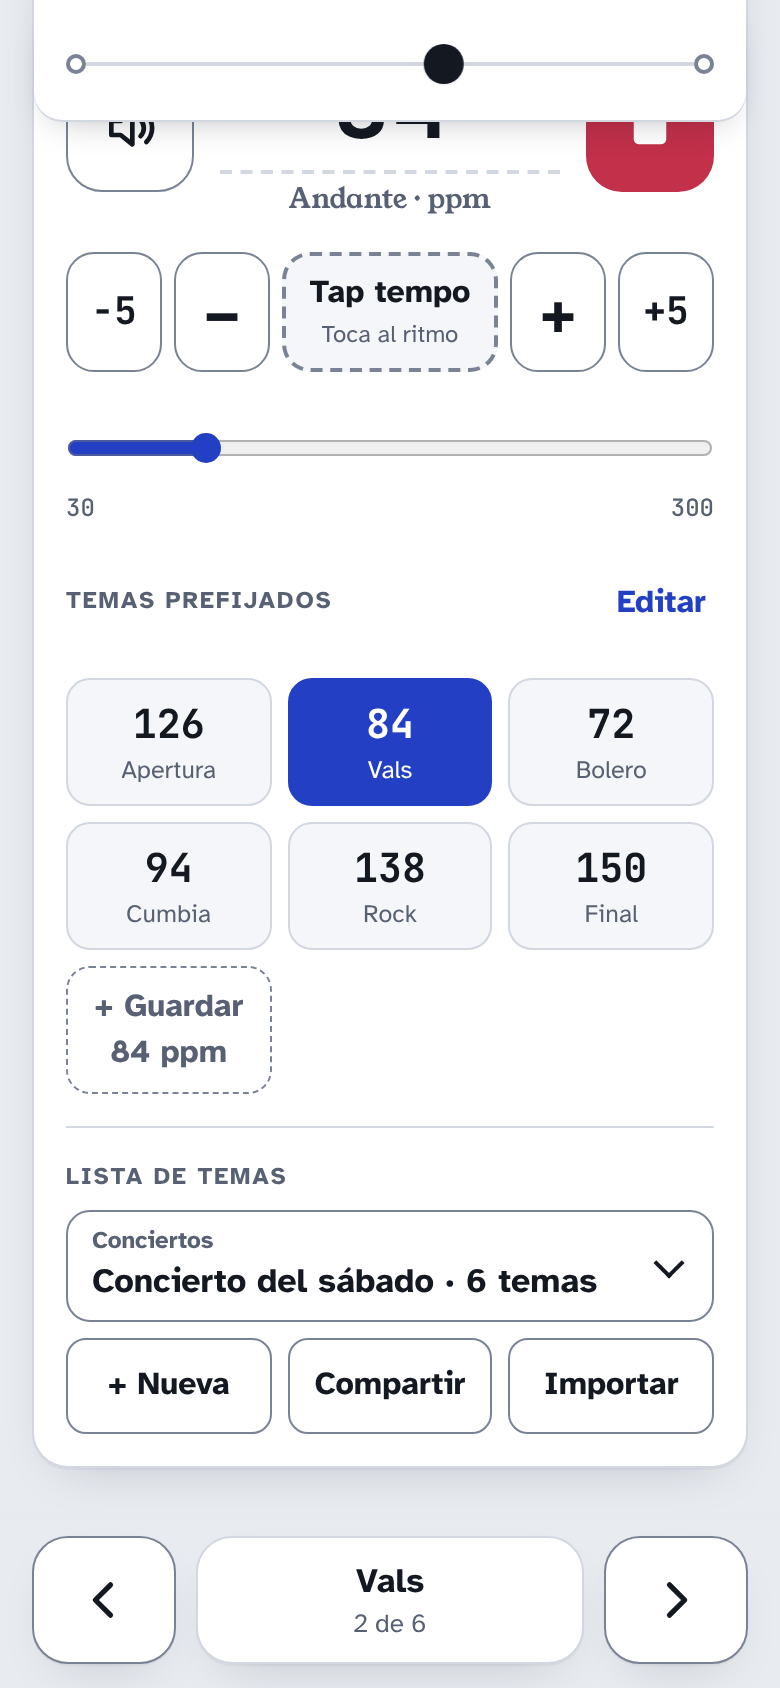 Andante · ppm
-5
−
Tap tempo
Toca al ritmo
+
+5
30
300
TEMAS PREFIJADOS
Editar
126
Apertura
84
Vals
72
Bolero
94
Cumbia
138
Rock
150
Final
+ Guardar
84 ppm
LISTA DE TEMAS
Conciertos
Concierto del sábado · 6 temas
+ Nueva
Compartir
Importar
Vals
2 de 6